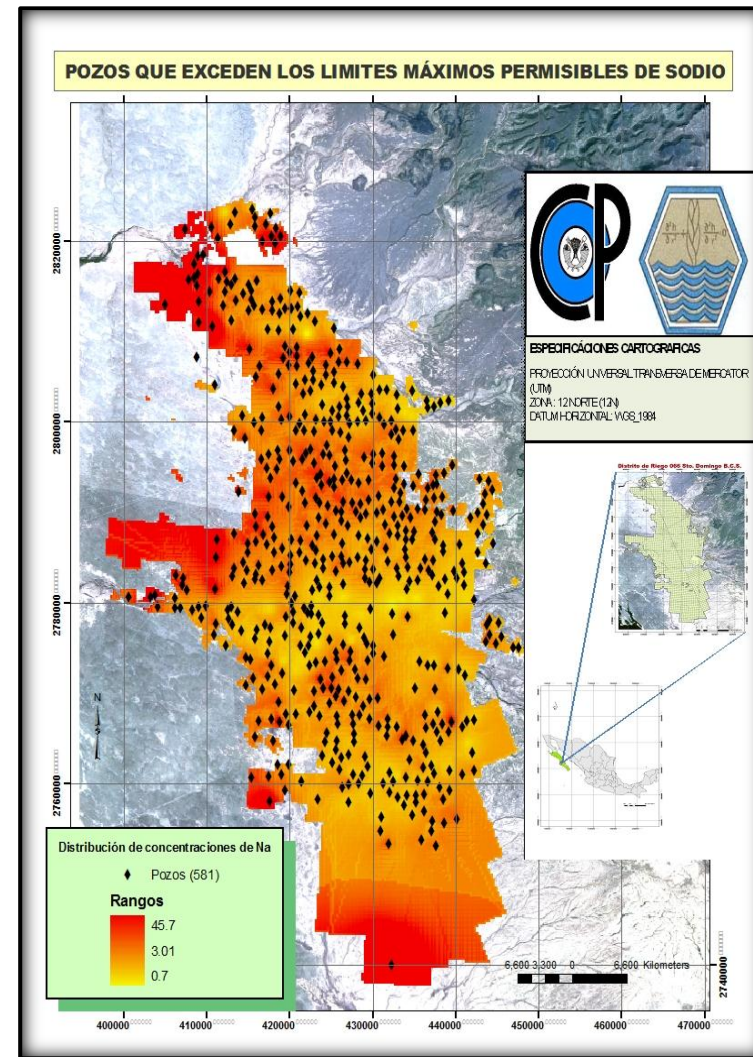 POZOS QUE EXCEDEN LOS LIMITES MÁXIMOS PERMISIBLES DE SODIO
ESPECIFICÁCIONES CARTOGRAFICAS
PROYECCIÓN UNIVERSAL TRANSVERSA DE MERCATOR
(UTM)
ZONA: 12 NORTE (12N)
DATUM HORIZONTAL: WGS_1984
Distrito de Riego 066 Sto. Domingo B.C.S.
2820000
2800000
2780000
2760000
2740000
N
Distribución de concentraciones de Na
Pozos (581)
Rangos
45.7
3.01
0.7
6,600 3,300 0 6,600 Kilometers
400000 410000 420000 430000 440000 450000 460000 470000